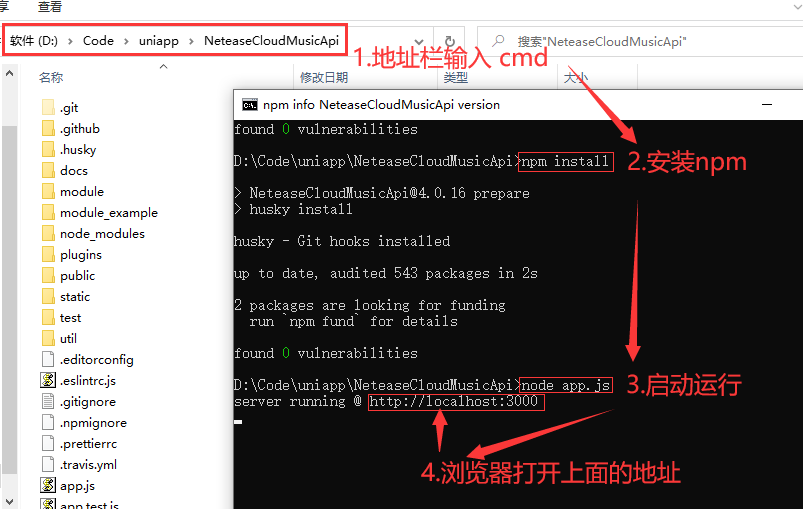 享
查看
软件 (D:) › Code › uniapp › NeteaseCloudMusicApi
搜索"NeteaseCloudMusicApi"
1.地址栏输入 cmd
名称
修改日期
类型
大小
.git
.github
.husky
docs
module
module_example
node_modules
plugins
public
static
test
util
.editorconfig
.eslintrc.js
.gitignore
.npmignore
.prettierrc
.travis.yml
app.js
app.test.js
npm info NeteaseCloudMusicApi version
found 0 vulnerabilities
D:\Code\uniapp\NeteaseCloudMusicApi>npm install
2.安装npm
> NeteaseCloudMusicApi@4.0.16 prepare
> husky install
husky - Git hooks installed
up to date, audited 543 packages in 2s
2 packages are looking for funding
run `npm fund` for details
found 0 vulnerabilities
D:\Code\uniapp\NeteaseCloudMusicApi>node app.js
3.启动运行
server running @ http://localhost:3000
4.浏览器打开上面的地址